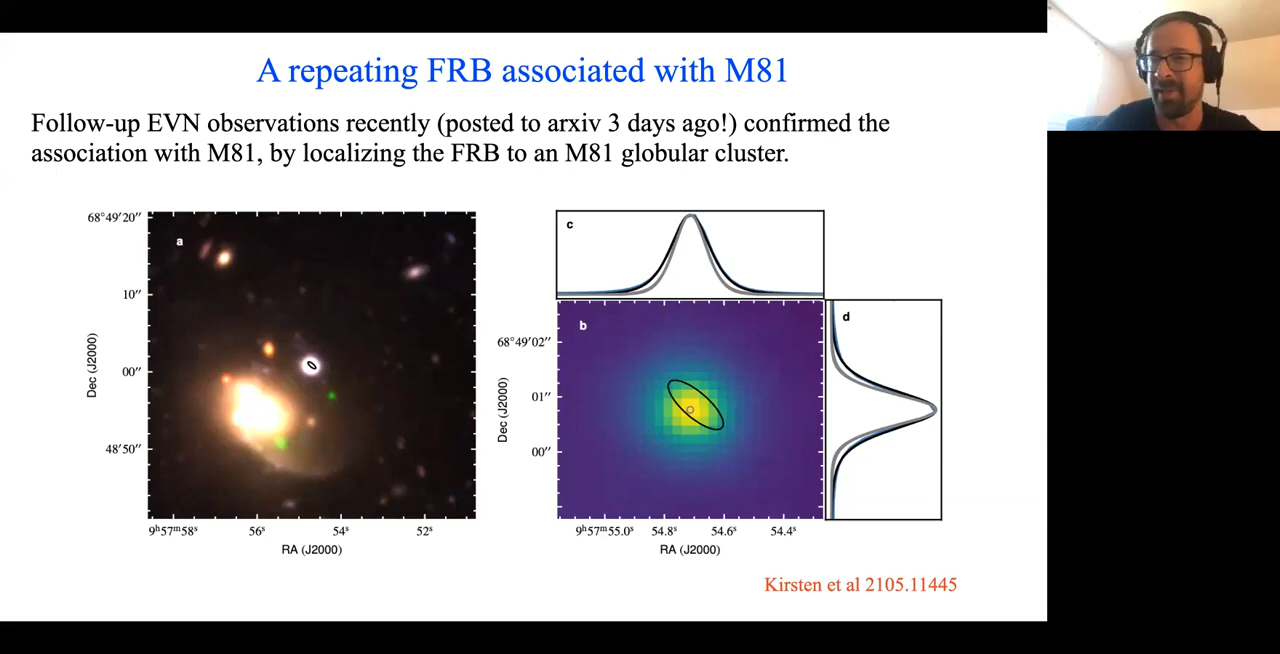 A repeating FRB associated with M81
Follow-up EVN observations recently (posted to arxiv 3 days ago!) confirmed the
association with M81, by localizing the FRB to an M81 globular cluster.
68°49′20″
10″
00″
48′50″
Dec (J2000)
a
9ʰ57ᵐ58ˢ
56ˢ
54ˢ
52ˢ
RA (J2000)
c
b
d
68°49′02″
01″
00″
Dec (J2000)
9ʰ57ᵐ55.0ˢ
54.8ˢ
54.6ˢ
54.4ˢ
RA (J2000)
Kirsten et al 2105.11445